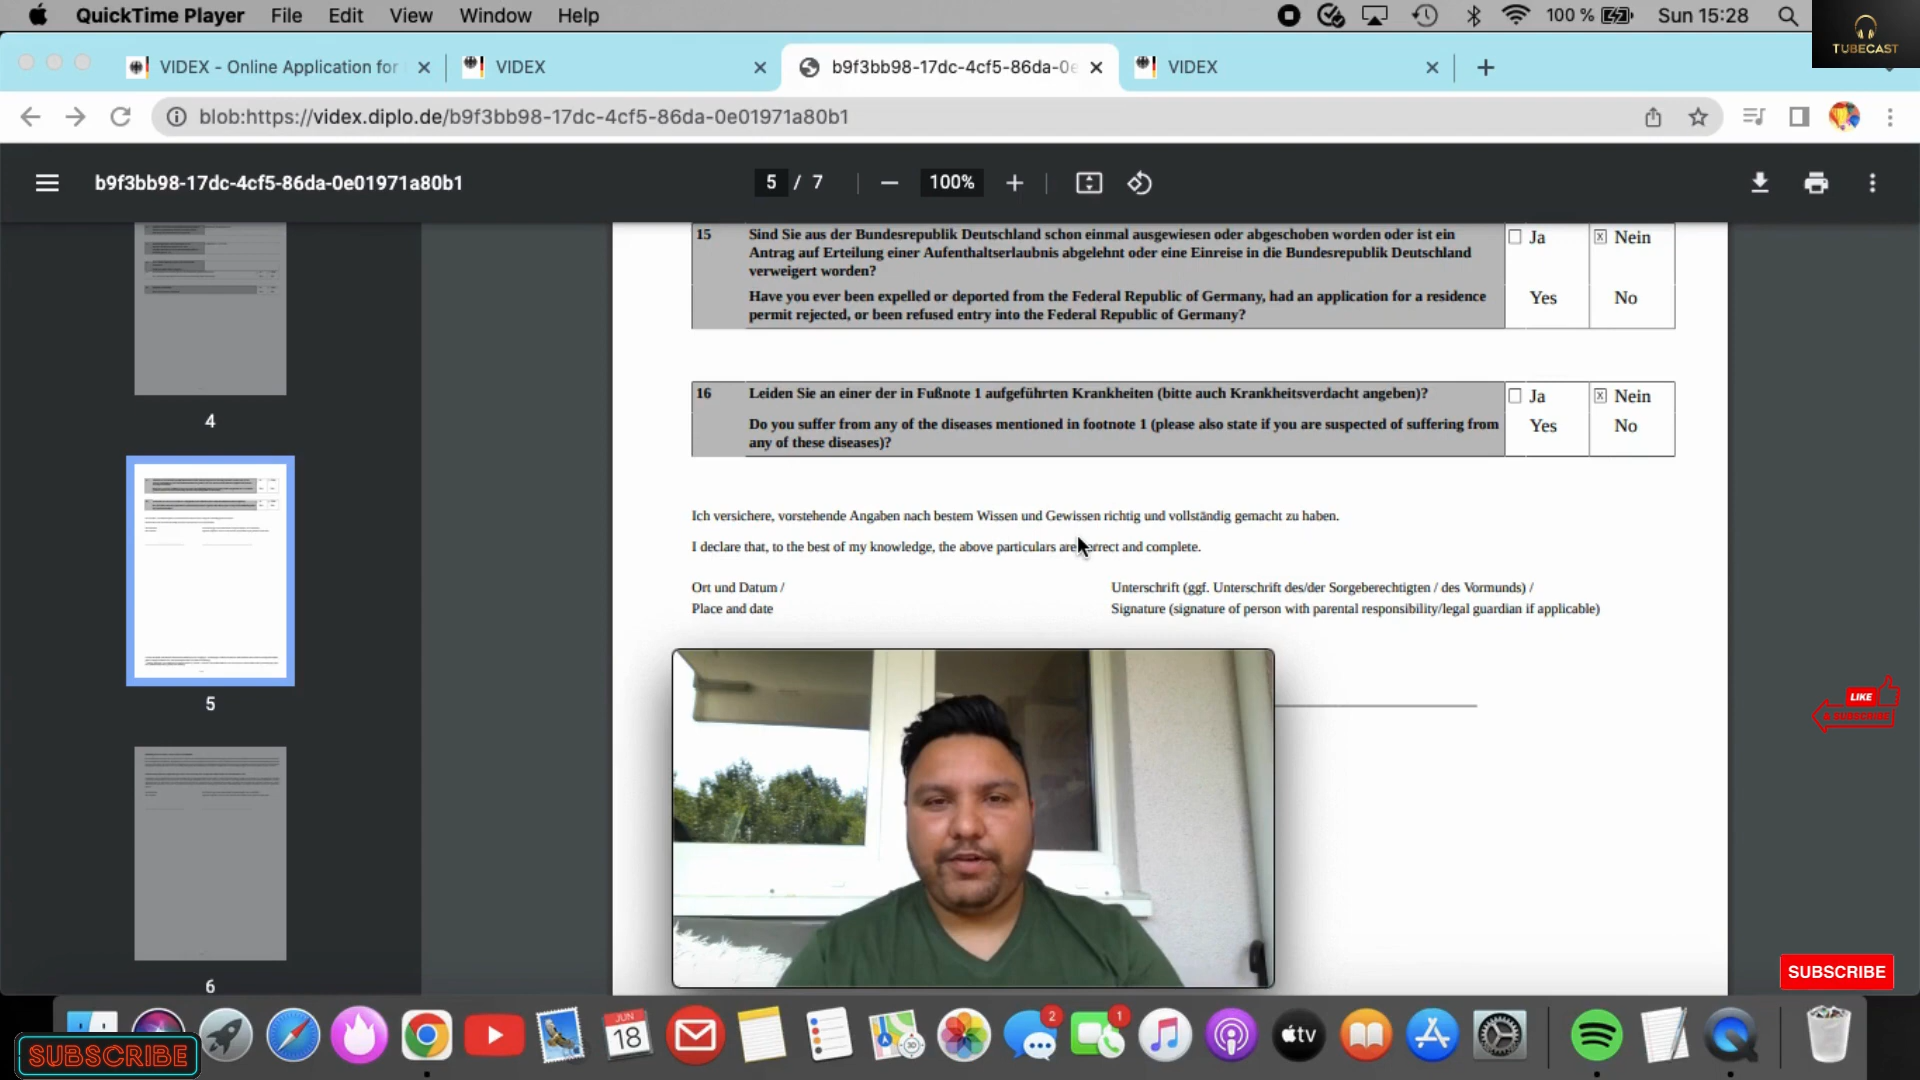 QuickTime Player File Edit View Window Help 100 % Sun 15:28
TUBECAST
VIDEX - Online Application for
VIDEX
b9f3bb98-17dc-4cf5-86da-0e
VIDEX
blob:https://videx.diplo.de/b9f3bb98-17dc-4cf5-86da-0e01971a80b1
b9f3bb98-17dc-4cf5-86da-0e01971a80b1
5 / 7
100%
4
5
6
15
Sind Sie aus der Bundesrepublik Deutschland schon einmal ausgewiesen oder abgeschoben worden oder ist ein
Antrag auf Erteilung einer Aufenthaltserlaubnis abgelehnt oder eine Einreise in die Bundesrepublik Deutschland
verweigert worden?
Ja
x Nein
Have you ever been expelled or deported from the Federal Republic of Germany, had an application for a residence
permit rejected, or been refused entry into the Federal Republic of Germany?
Yes
No
16
Leiden Sie an einer der in Fußnote 1 aufgeführten Krankheiten (bitte auch Krankheitsverdacht angeben)?
Ja
x Nein
Do you suffer from any of the diseases mentioned in footnote 1 (please also state if you are suspected of suffering from
any of these diseases)?
Yes
No
Ich versichere, vorstehende Angaben nach bestem Wissen und Gewissen richtig und vollständig gemacht zu haben.
I declare that, to the best of my knowledge, the above particulars are correct and complete.
Ort und Datum /
Place and date
Unterschrift (ggf. Unterschrift des/der Sorgeberechtigten / des Vormunds) /
Signature (signature of person with parental responsibility/legal guardian if applicable)
LIKE
& SUBSCRIBE
SUBSCRIBE
SUBSCRIBE
JUN
18
2
1
tv